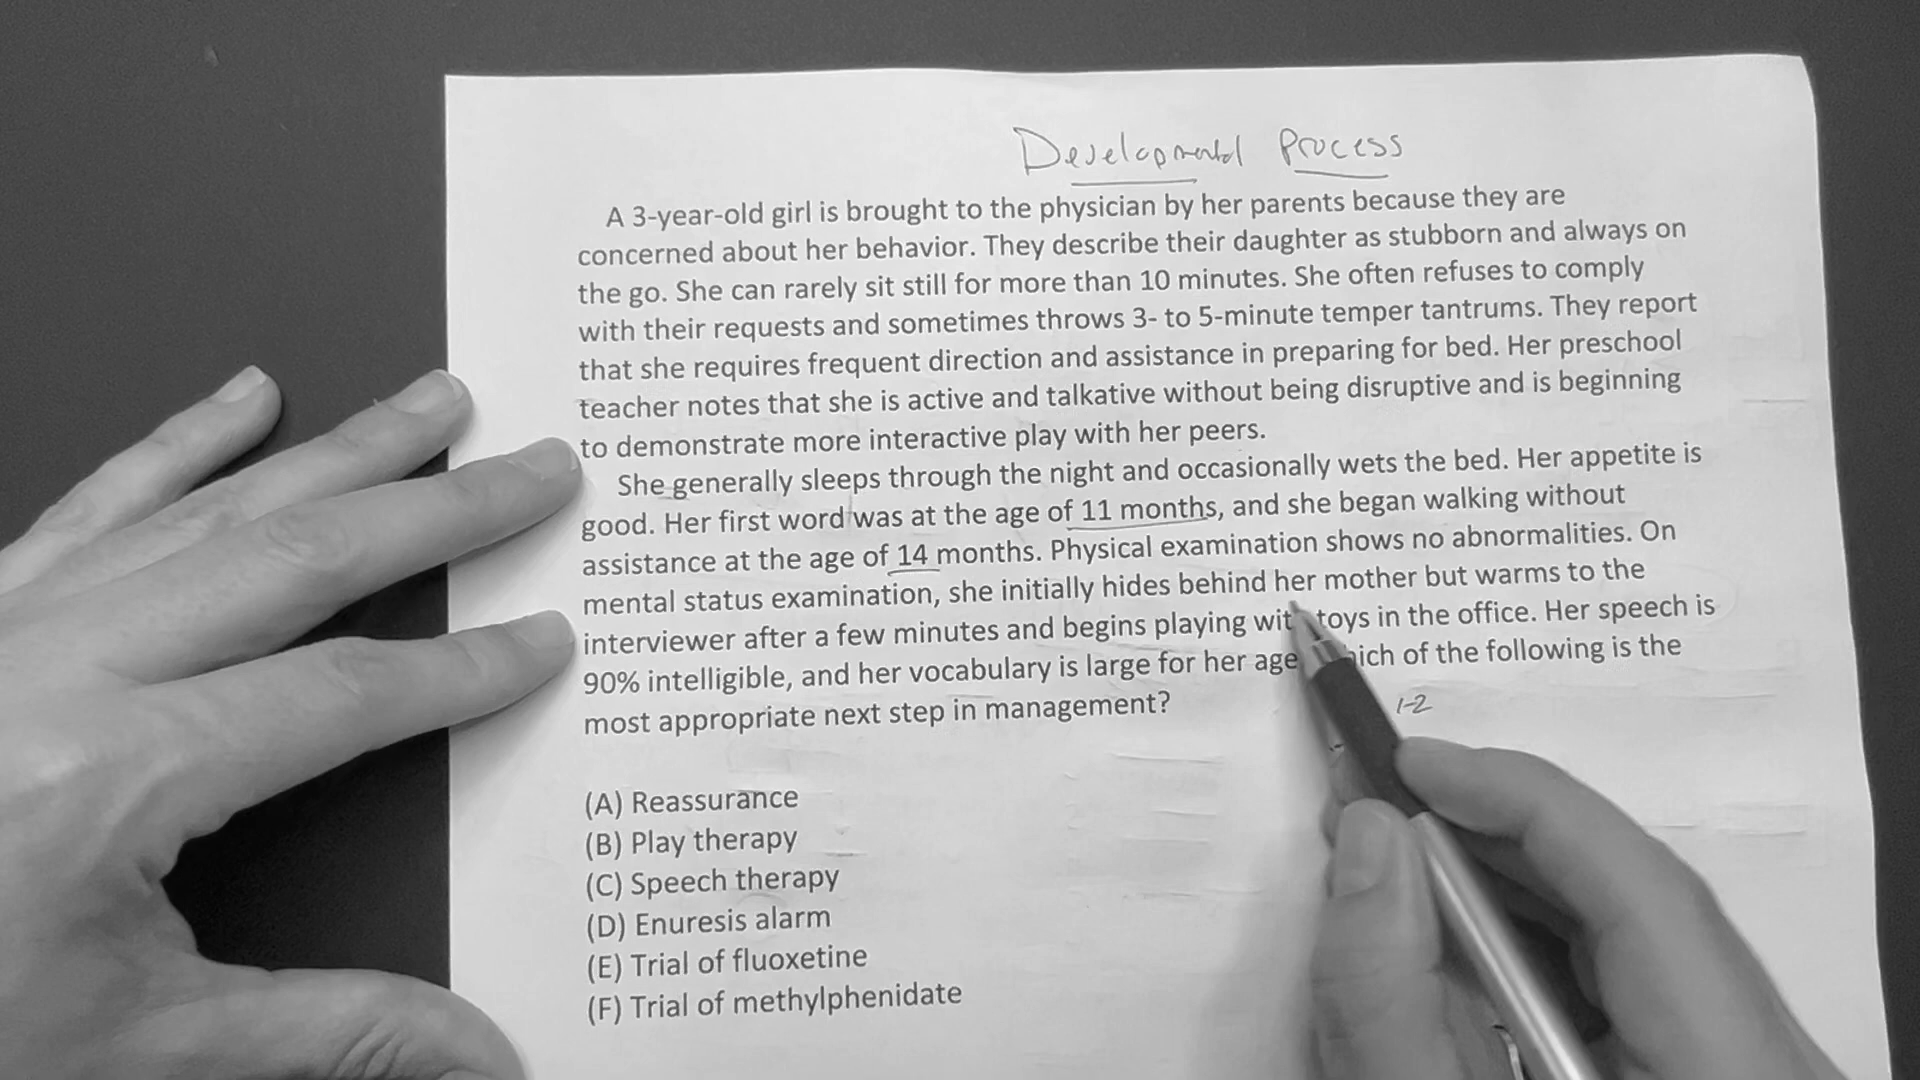 Developmental Process
A 3-year-old girl is brought to the physician by her parents because they are
concerned about her behavior. They describe their daughter as stubborn and always on
the go. She can rarely sit still for more than 10 minutes. She often refuses to comply
with their requests and sometimes throws 3- to 5-minute temper tantrums. They report
that she requires frequent direction and assistance in preparing for bed. Her preschool
teacher notes that she is active and talkative without being disruptive and is beginning
to demonstrate more interactive play with her peers.
She generally sleeps through the night and occasionally wets the bed. Her appetite is
good. Her first word was at the age of 11 months, and she began walking without
assistance at the age of 14 months. Physical examination shows no abnormalities. On
mental status examination, she initially hides behind her mother but warms to the
interviewer after a few minutes and begins playing with toys in the office. Her speech is
90% intelligible, and her vocabulary is large for her age. Which of the following is the
most appropriate next step in management?
1-2
(A) Reassurance
(B) Play therapy
(C) Speech therapy
(D) Enuresis alarm
(E) Trial of fluoxetine
(F) Trial of methylphenidate